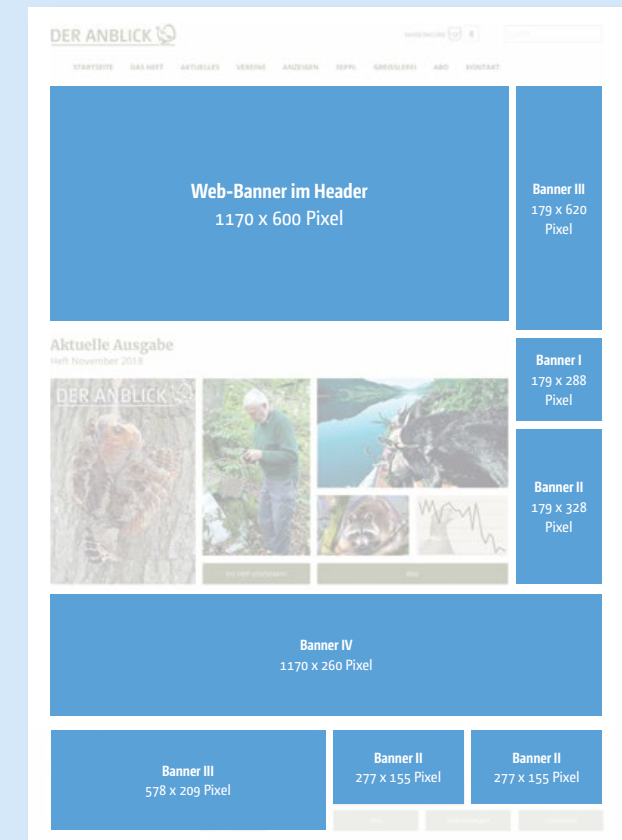 DER ANBLICK
STARTSEITE DAS HEFT AKTUELLES VEREINE ANZEIGEN SEPPL GREISSLEREI ABO KONTAKT
Web-Banner im Header
1170 x 600 Pixel
Banner III
179 x 620
Pixel
Aktuelle Ausgabe
Heft November 2018
DER ANBLICK
Banner I
179 x 288
Pixel
Banner II
179 x 328
Pixel
Banner IV
1170 x 260 Pixel
Banner III
578 x 209 Pixel
Banner II
277 x 155 Pixel
Banner II
277 x 155 Pixel